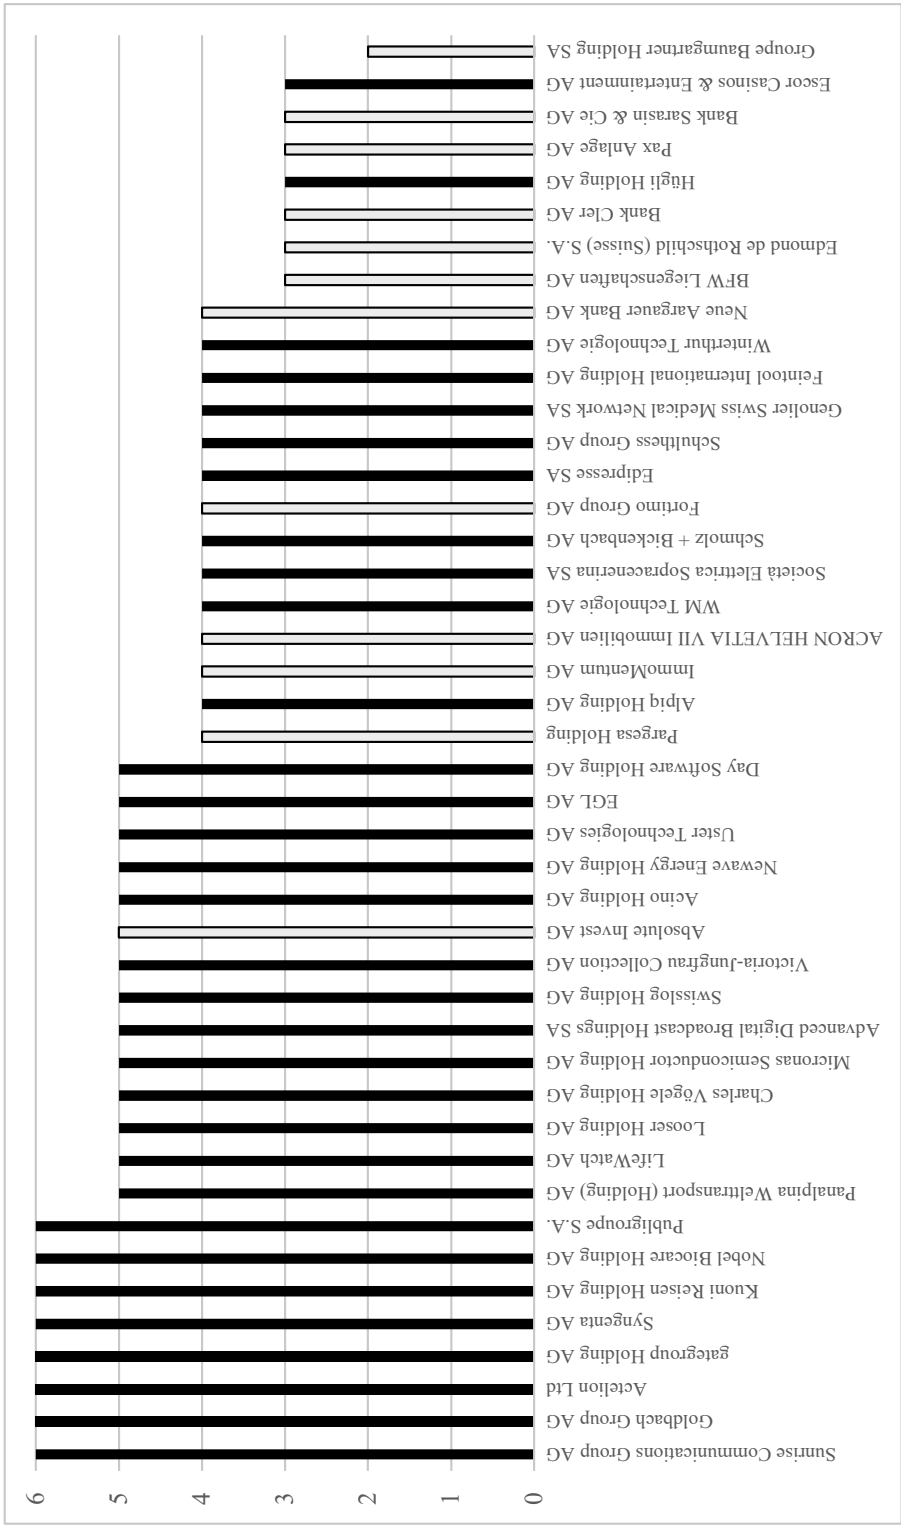 Groupe Baumgartner Holding SA
Escor Casinos & Entertainment AG
Bank Sarasin & Cie AG
Pax Anlage AG
Hügli Holding AG
Bank Cler AG
Edmond de Rothschild (Suisse) S.A.
BFW Liegenschaften AG
Neue Aargauer Bank AG
Winterthur Technologie AG
Feintool International Holding AG
Genolier Swiss Medical Network SA
Schulthess Group AG
Edipresse SA
Fortimo Group AG
Schmolz + Bickenbach AG
Società Elettrica Sopracenerina SA
WM Technologie AG
ACRON HELVETIA VII Immobilien AG
ImmoMentum AG
Alpiq Holding AG
Pargesa Holding
Day Software Holding AG
EGL AG
Uster Technologies AG
Newave Energy Holding AG
Acino Holding AG
Absolute Invest AG
Victoria-Jungfrau Collection AG
Swisslog Holding AG
Advanced Digital Broadcast Holdings SA
Micronas Semiconductor Holding AG
Charles Vögele Holding AG
Looser Holding AG
LifeWatch AG
Panalpina Welttransport (Holding) AG
Publigroupe S.A.
Nobel Biocare Holding AG
Kuoni Reisen Holding AG
Syngenta AG
gategroup Holding AG
Actelion Ltd
Goldbach Group AG
Sunrise Communications Group AG
6
5
4
3
2
1
0